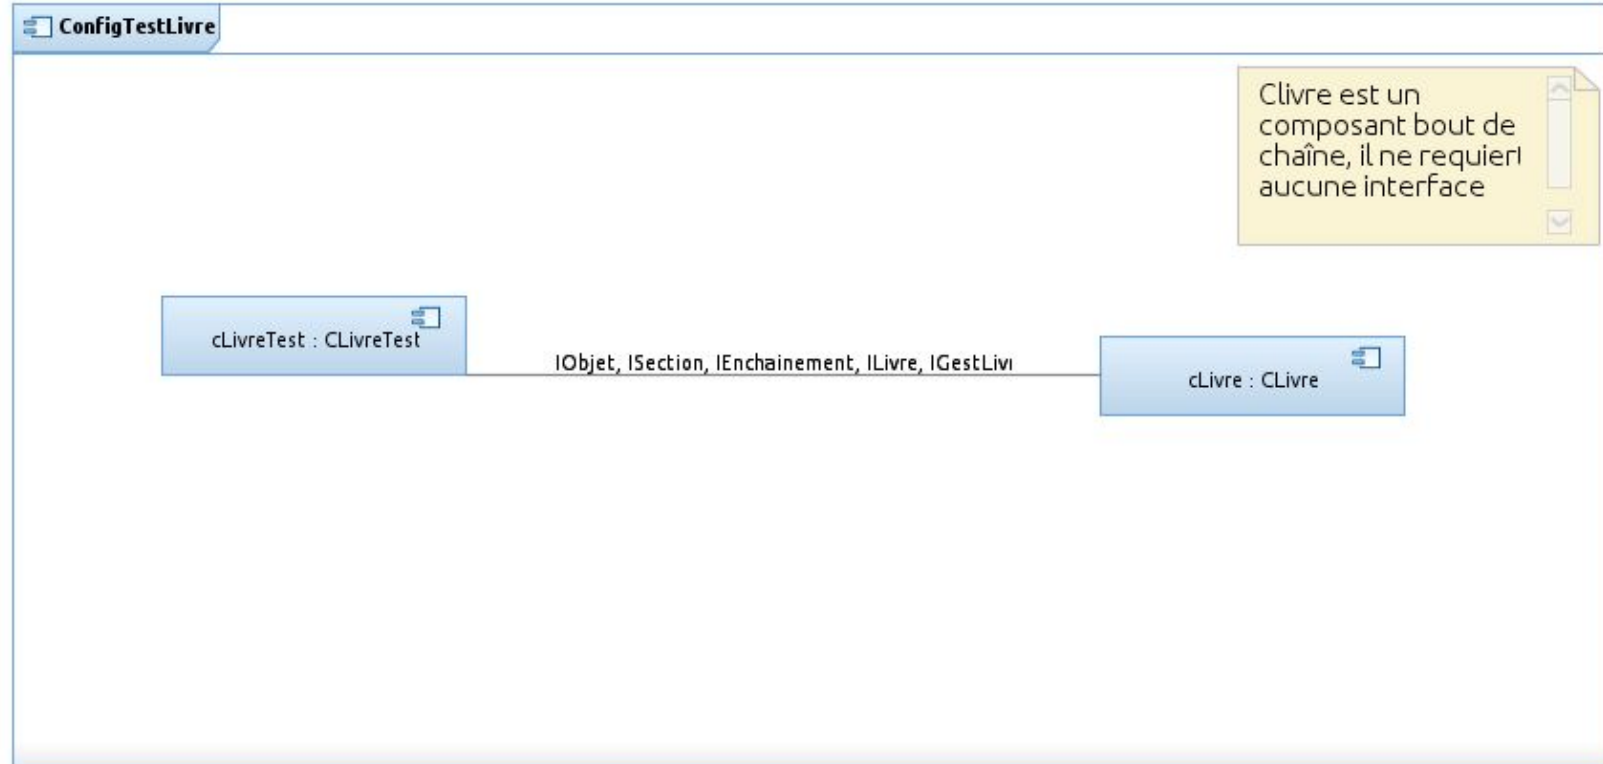 ConfigTestLivre
Clivre est un
composant bout de
chaîne, il ne requiert
aucune interface
cLivreTest : CLivreTest
IObjet, ISection, IEnchainement, ILivre,
cLivre : CLivre